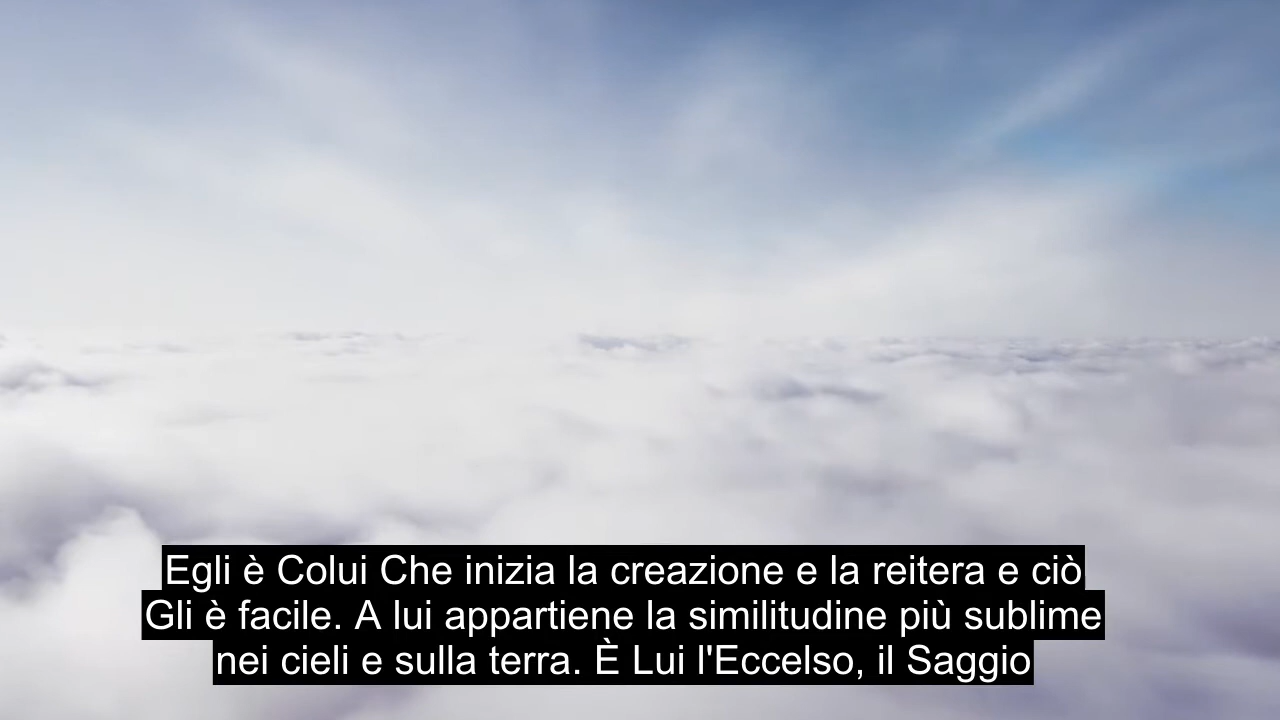 Egli è Colui Che inizia la creazione e la reitera e ciò
Gli è facile. A lui appartiene la similitudine più sublime
nei cieli e sulla terra. È Lui l'Eccelso, il Saggio